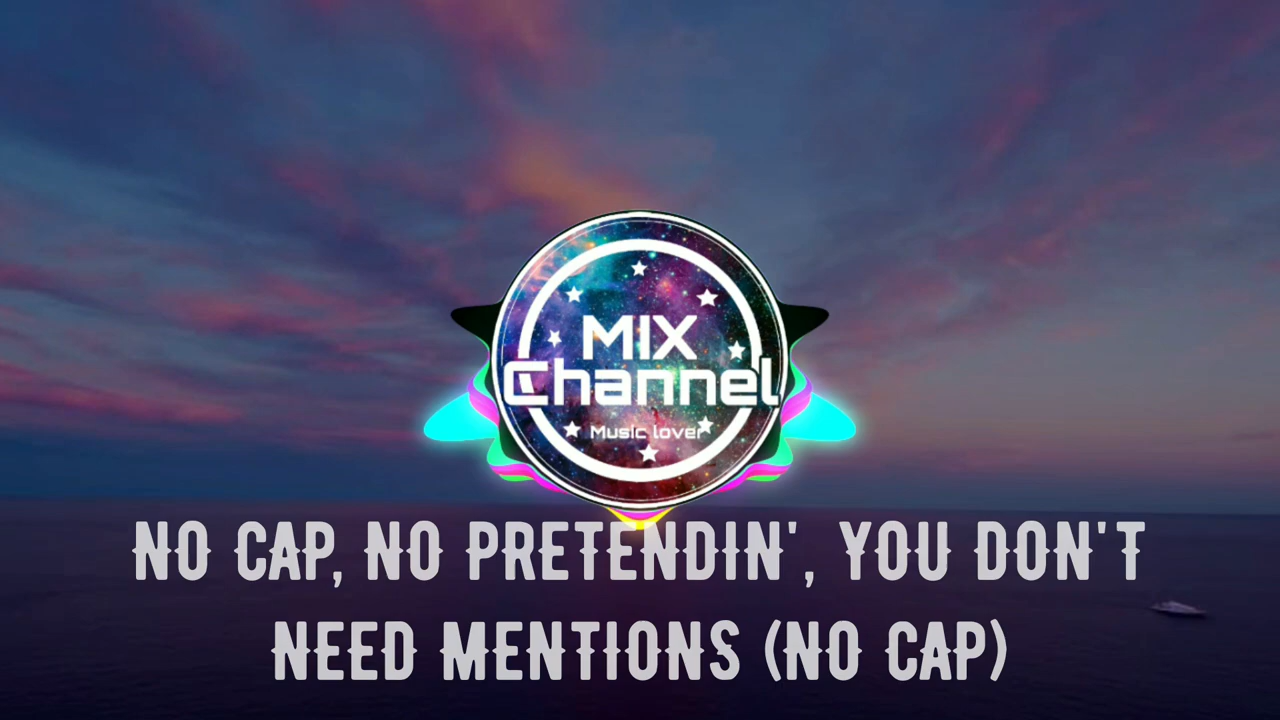 MIX
Channel
Music lover
NO CAP, NO PRETENDIN', YOU DON'T
NEED MENTIONS (NO CAP)